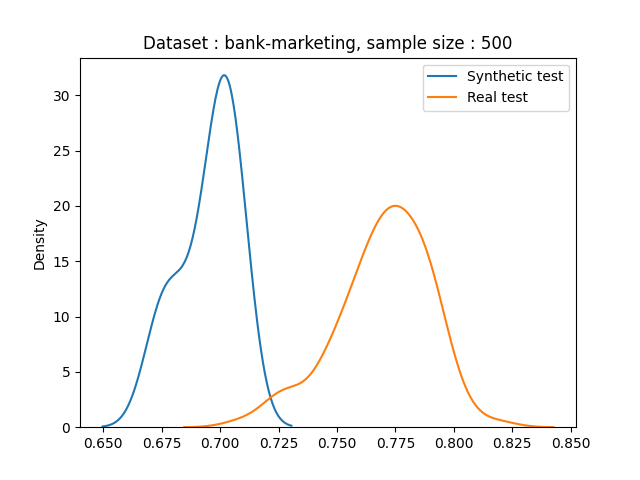 Dataset : bank-marketing, sample size : 500
Synthetic test
Real test
Density
30
25
20
15
10
5
0
0.650 0.675 0.700 0.725 0.750 0.775 0.800 0.825 0.850